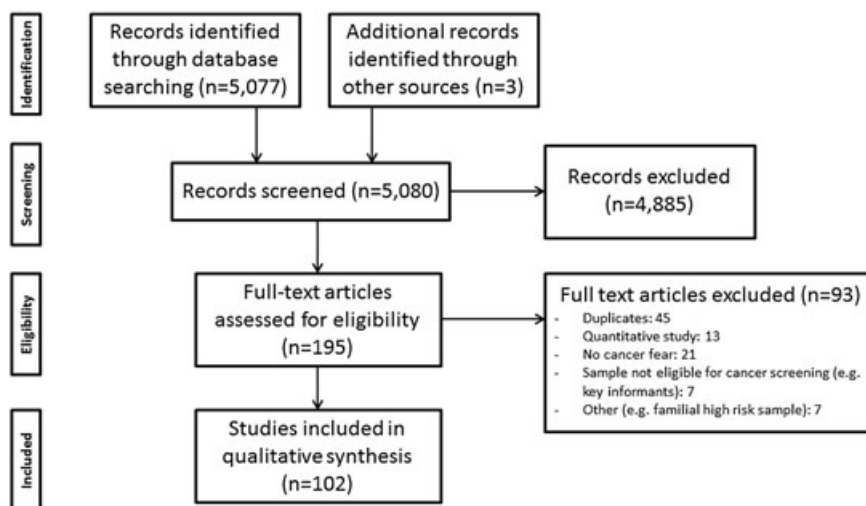 Identification
Records identified
through database
searching (n=5,077)
Additional records
identified through
other sources (n=3)
Screening
Records screened (n=5,080)
Records excluded
(n=4,885)
Eligibility
Full-text articles
assessed for eligibility
(n=195)
Full text articles excluded (n=93)
- Duplicates: 45
- Quantitative study: 13
- No cancer fear: 21
- Sample not eligible for cancer screening (e.g.
key informants): 7
- Other (e.g. familial high risk sample): 7
Included
Studies included in
qualitative synthesis
(n=102)